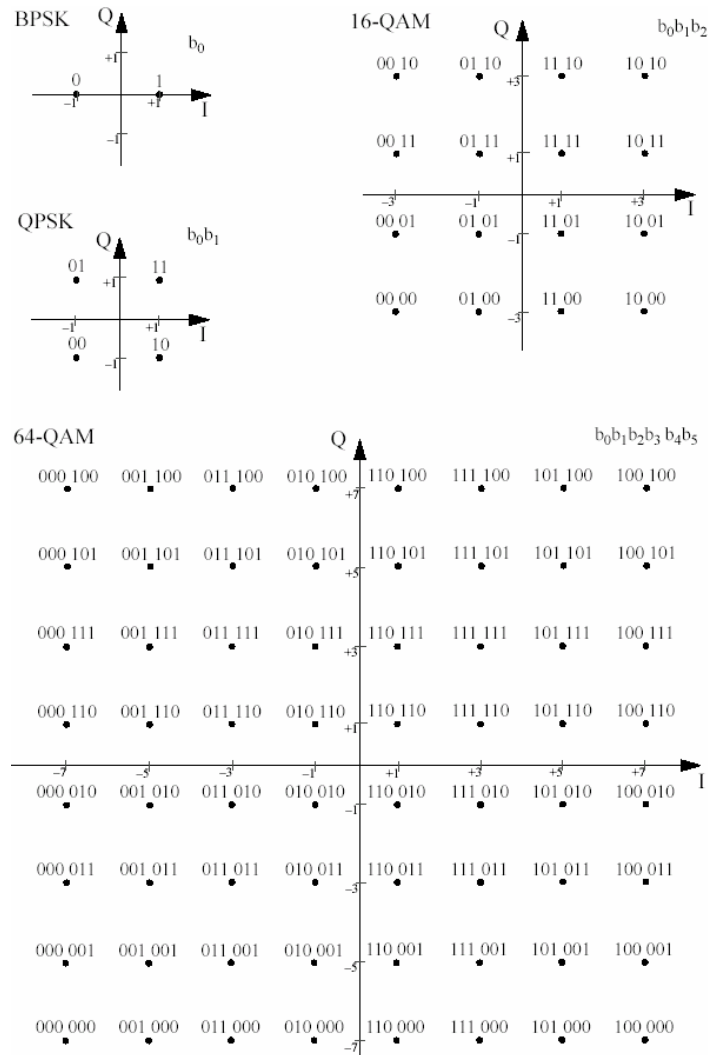 BPSK Q b₀
+1
0 1
−1 +1 I
−1
QPSK Q b₀b₁
01 +1 11
−1 +1 I
00 10
−1
16-QAM Q b₀b₁b₂
00 10 01 10 +3 11 10 10 10
00 11 01 11 +1 11 11 10 11
−3 −1 +1 +3 I
00 01 01 01 −1 11 01 10 01
00 00 01 00 −3 11 00 10 00
64-QAM Q b₀b₁b₂b₃ b₄b₅
000 100 001 100 011 100 010 100 +7 110 100 111 100 101 100 100 100
000 101 001 101 011 101 010 101 +5 110 101 111 101 101 101 100 101
000 111 001 111 011 111 010 111 +3 110 111 111 111 101 111 100 111
000 110 001 110 011 110 010 110 +1 110 110 111 110 101 110 100 110
−7 −5 −3 −1 +1 +3 +5 +7 I
000 010 001 010 011 010 010 010 −1 110 010 111 010 101 010 100 010
000 011 001 011 011 011 010 011 −3 110 011 111 011 101 011 100 011
000 001 001 001 011 001 010 001 −5 110 001 111 001 101 001 100 001
000 000 001 000 011 000 010 000 −7 110 000 111 000 101 000 100 000